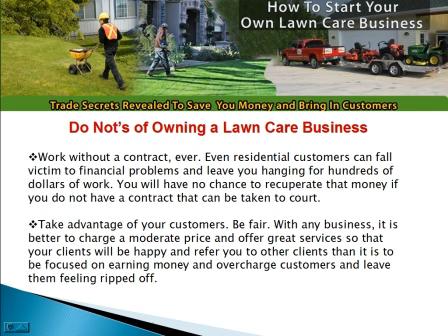 How To Start Your
Own Lawn Care Business
Trade Secrets Revealed To Save You Money and Bring In Customers
Do Not's of Owning a Lawn Care Business
❖Work without a contract, ever. Even residential customers can fall
victim to financial problems and leave you hanging for hundreds of
dollars of work. You will have no chance to recuperate that money if
you do not have a contract that can be taken to court.
❖Take advantage of your customers. Be fair. With any business, it is
better to charge a moderate price and offer great services so that
your clients will be happy and refer you to other clients than it is to
be focused on earning money and overcharge customers and leave
them feeling ripped off.